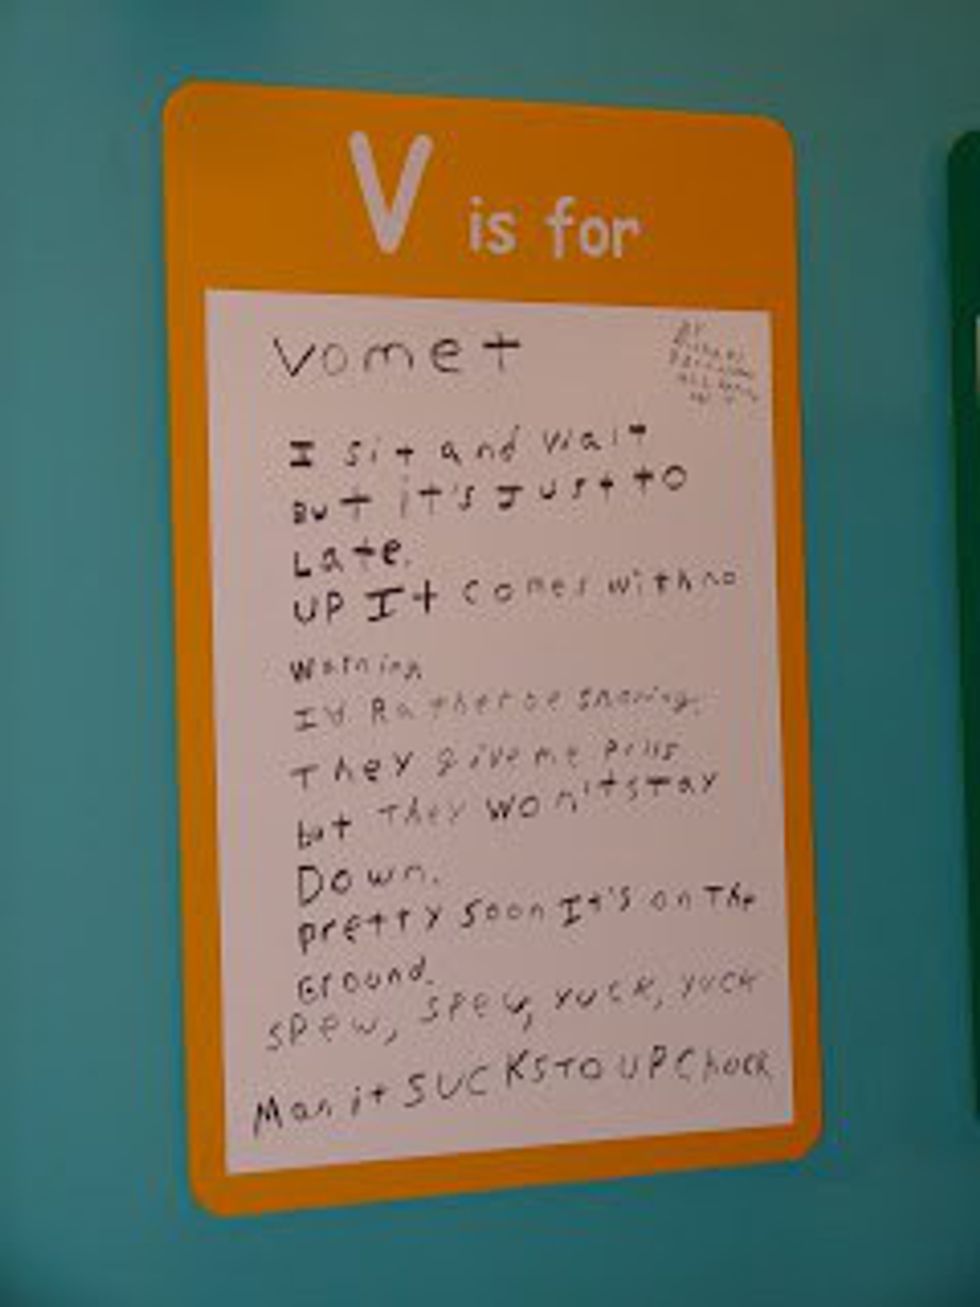 V is for
Vomet
I sit and wait
But it's Just to
Late.
UP It comes with no
warning
I'd Rather be snoring.
They give me pills
but They won't stay
Down.
pretty soon It's on The
Ground.
spew, spew, yuck, yuck
Man it SUCKS TO UPChuck